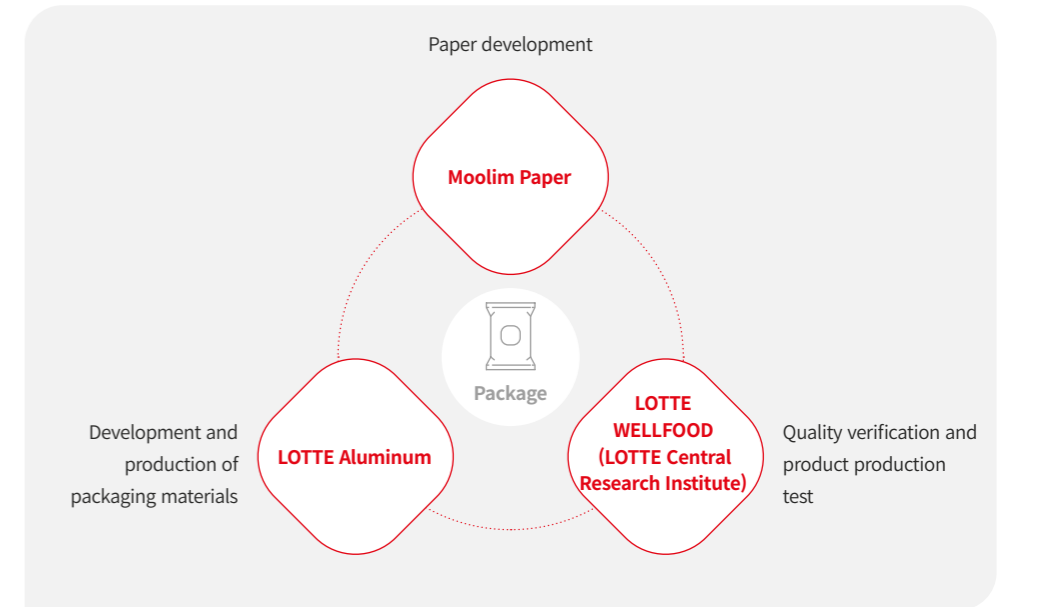 Paper development
Moolim Paper
Package
Development and
production of
packaging materials
LOTTE Aluminum
LOTTE
WELLFOOD
(LOTTE Central
Research Institute)
Quality verification and
product production
test